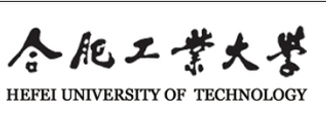 合肥工業大學
HEFEI UNIVERSITY OF TECHNOLOGY